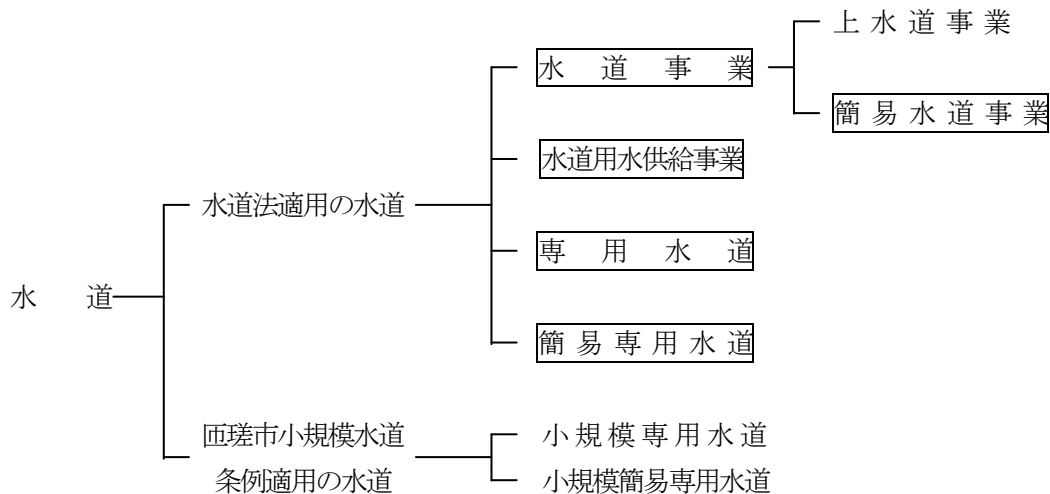 上水道事業
水道事業
簡易水道事業
水道用水供給事業
水道法適用の水道
専用水道
水道
簡易専用水道
匝瑳市小規模水道
条例適用の水道
小規模専用水道
小規模簡易専用水道